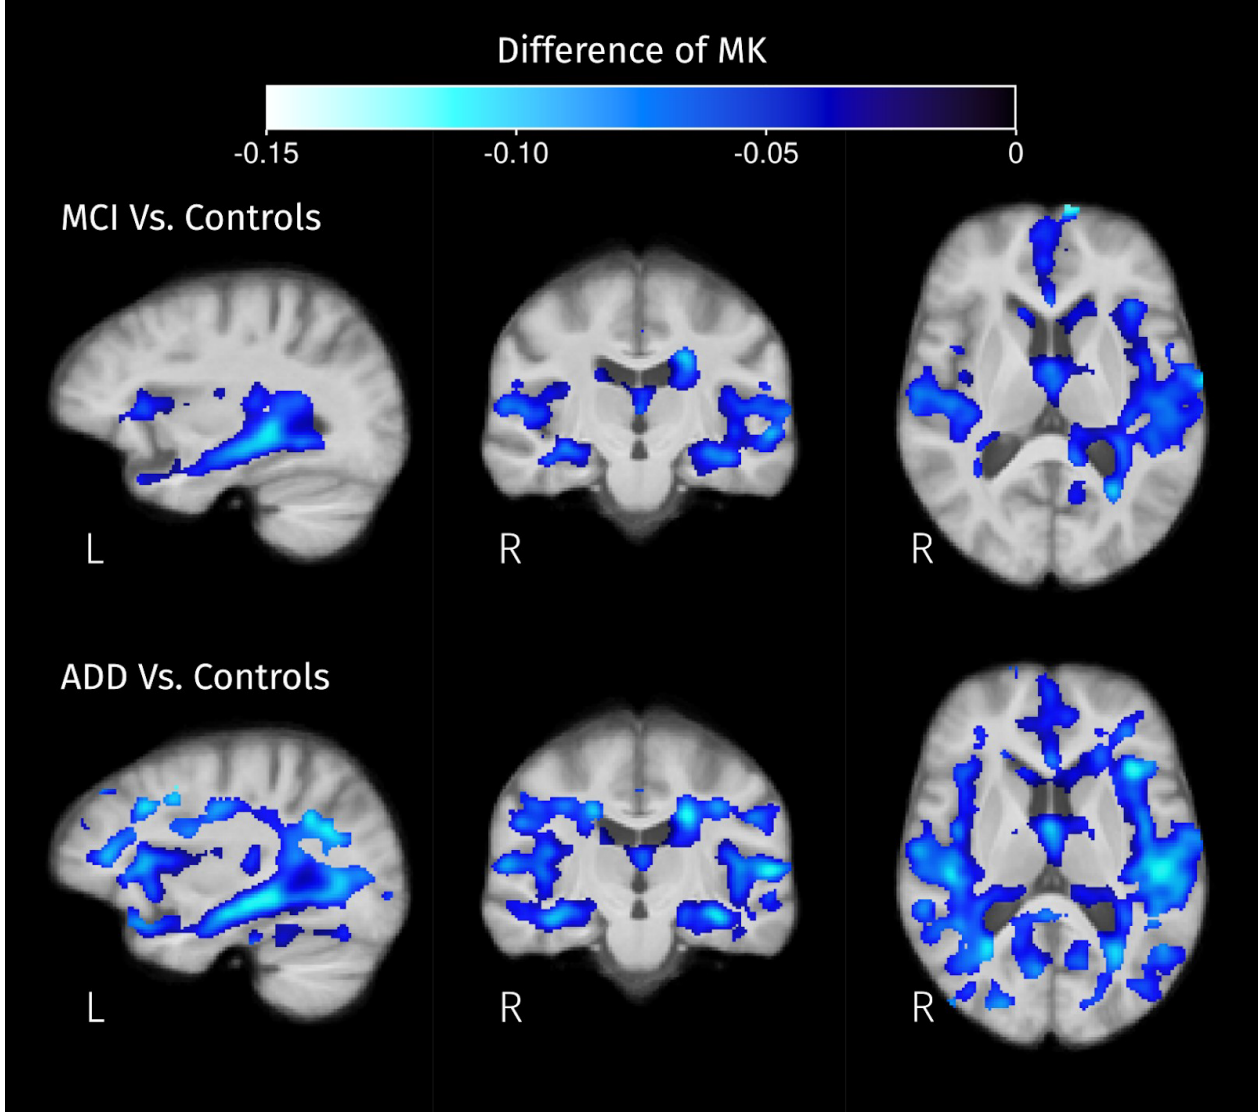 Difference of MK
-0.15 -0.10 -0.05 0
MCI Vs. Controls
L R R
ADD Vs. Controls
L R R